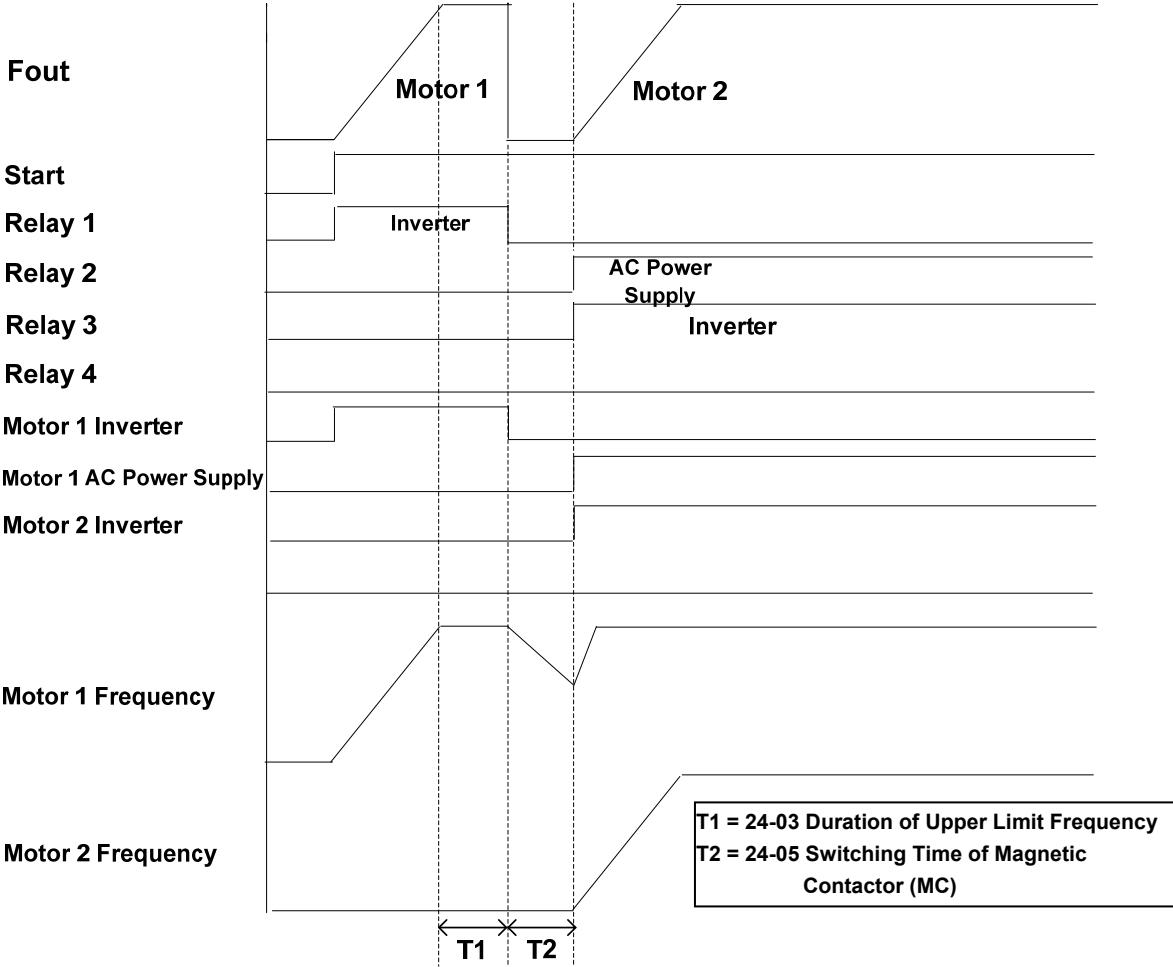 Fout
Motor 1
Motor 2
Start
Relay 1
Inverter
Relay 2
AC Power
Supply
Relay 3
Inverter
Relay 4
Motor 1 Inverter
Motor 1 AC Power Supply
Motor 2 Inverter
Motor 1 Frequency
Motor 2 Frequency
T1 = 24-03 Duration of Upper Limit Frequency
T2 = 24-05 Switching Time of Magnetic
Contactor (MC)
T1
T2